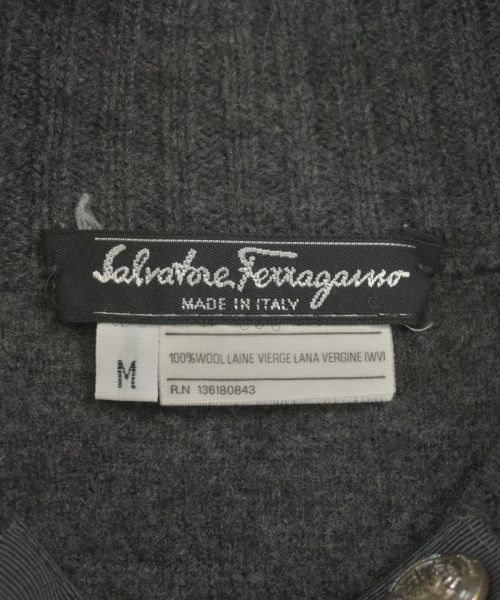 Salvatore Ferragamo
MADE IN ITALY
M
100%WOOL LAINE VIERGE LANA VERGINE (WV)
R.N 136180843